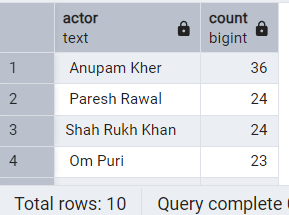 actor count
text bigint
1 Anupam Kher 36
2 Paresh Rawal 24
3 Shah Rukh Khan 24
4 Om Puri 23
Total rows: 10 Query complete